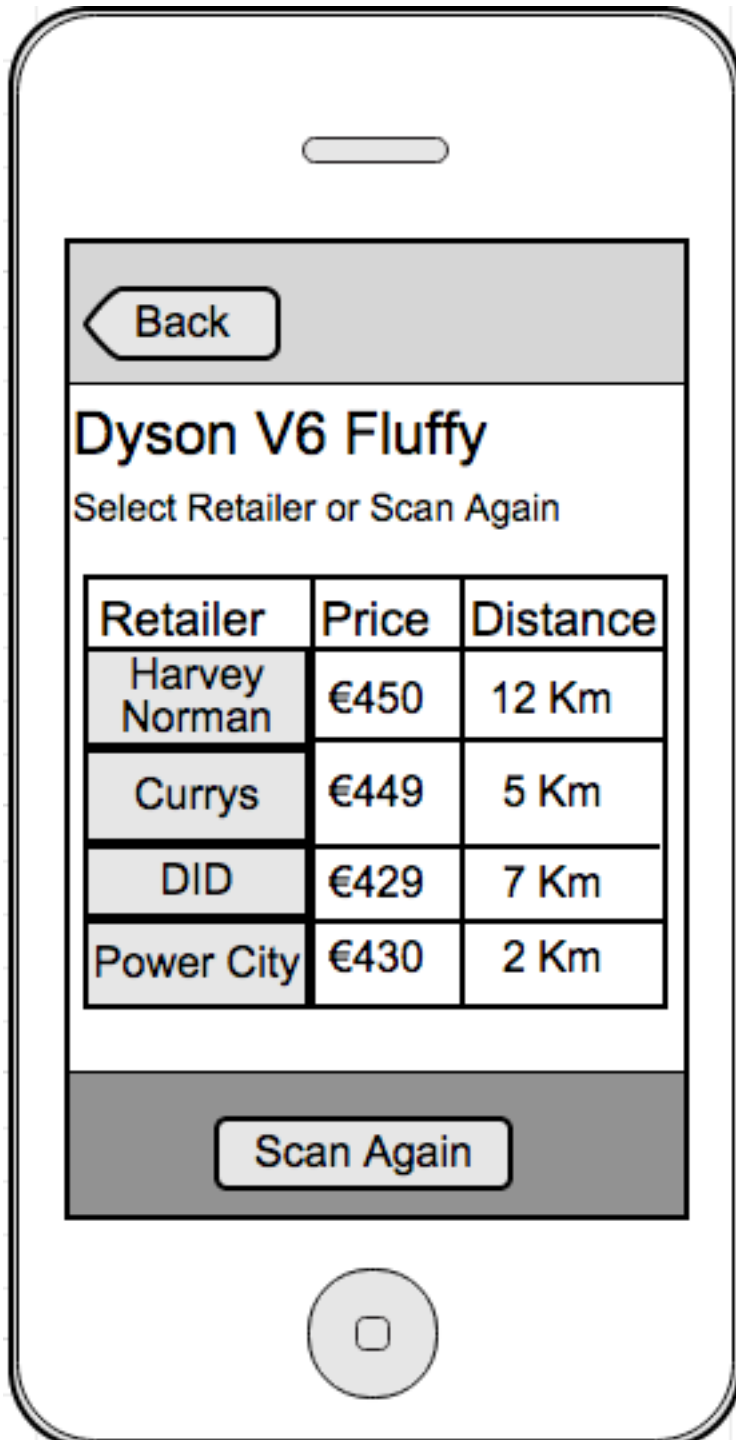 Back
Dyson V6 Fluffy
Select Retailer or Scan Again
Retailer Price Distance
Harvey
Norman €450 12 Km
Currys €449 5 Km
DID €429 7 Km
Power City €430 2 Km
Scan Again